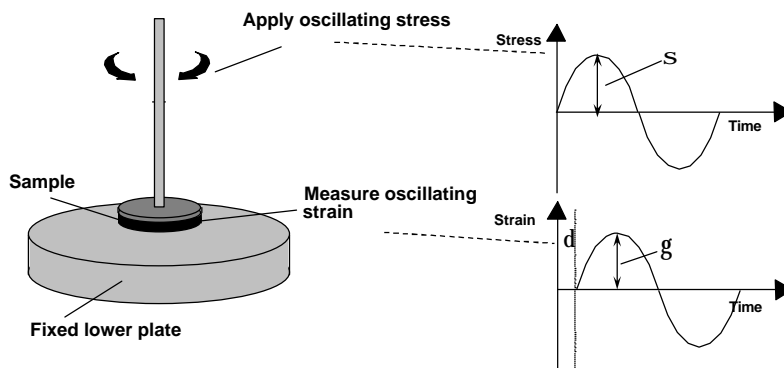 Apply oscillating stress
Stress
S
Time
Sample
Measure oscillating
strain
Strain
d
g
Time
Fixed lower plate